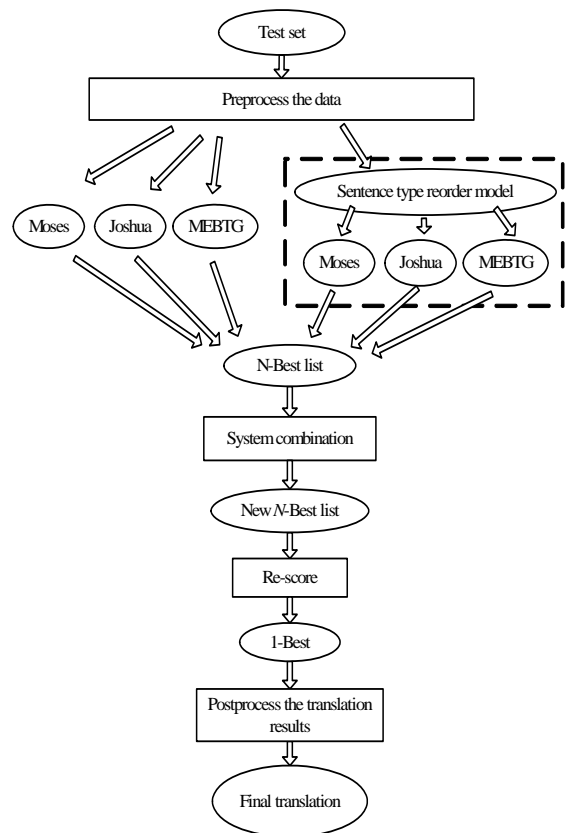 Test set
Preprocess the data
Sentence type reorder model
Moses
Joshua
MEBTG
Moses
Joshua
MEBTG
N-Best list
System combination
New N-Best list
Re-score
1-Best
Postprocess the translation
results
Final translation